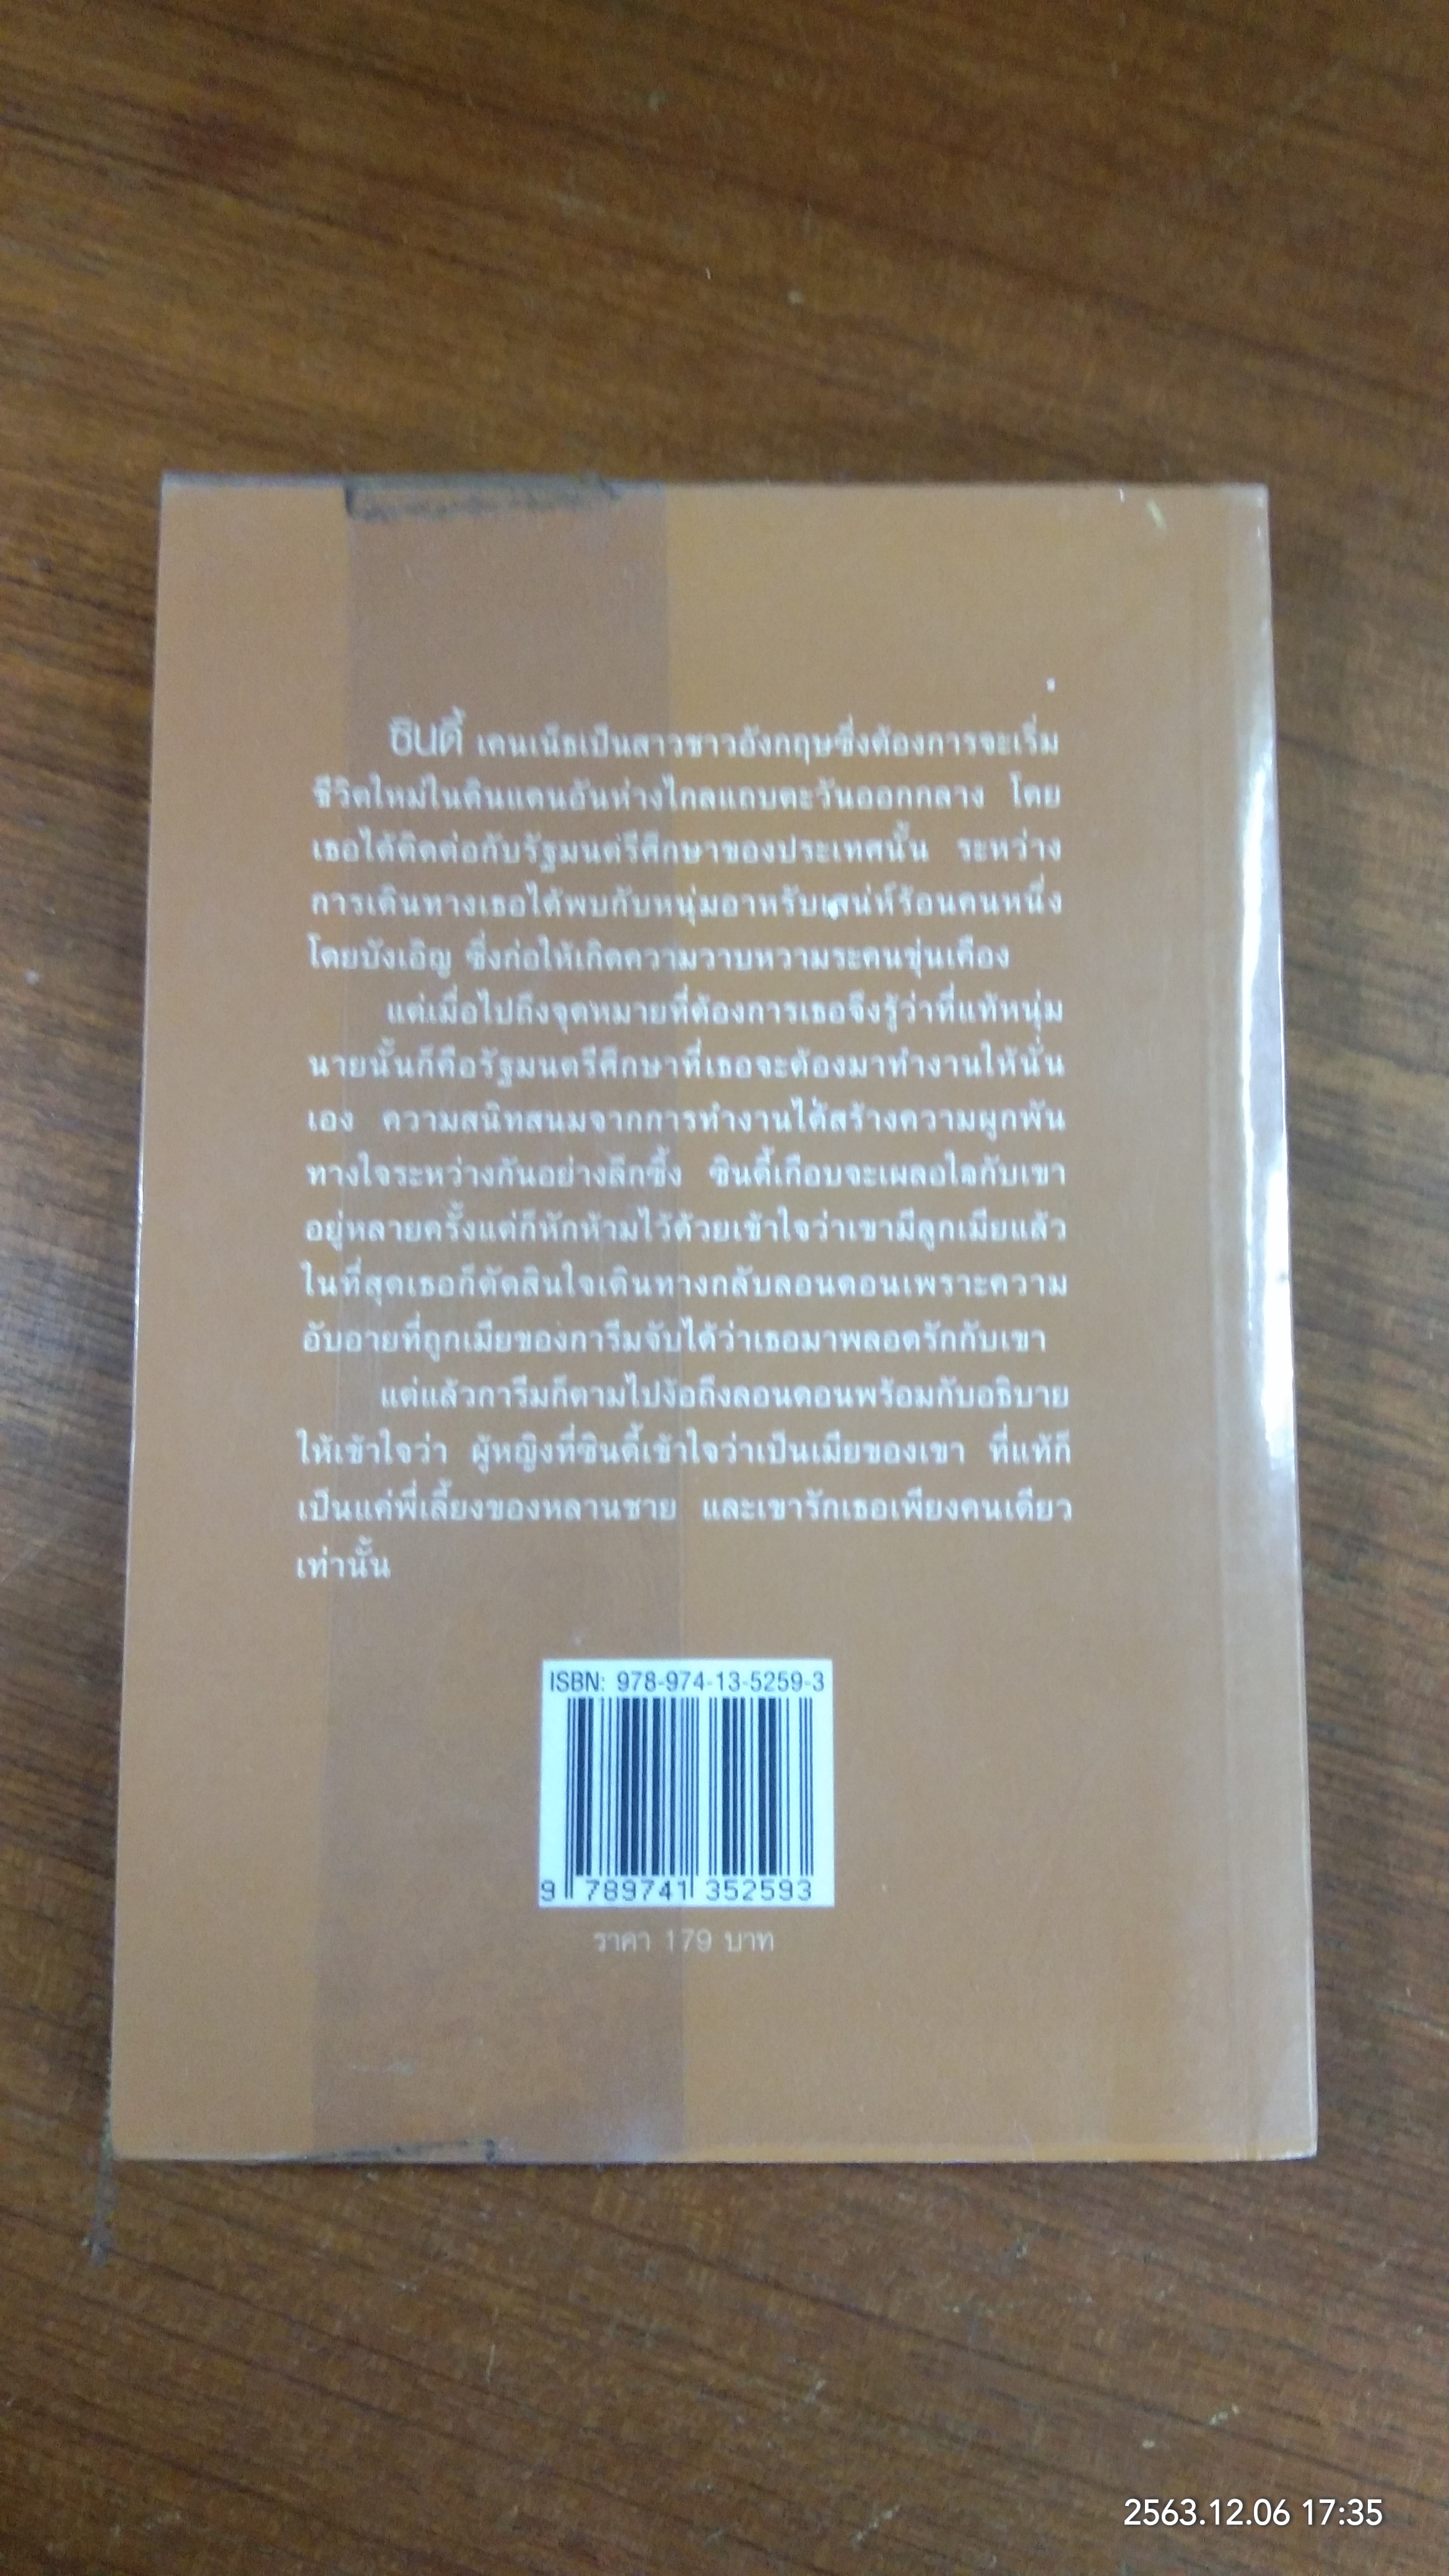 ซินดี้ เคนเน็ธเป็นสาวชาวอังกฤษซึ่งต้องการจะเริ่ม
ชีวิตใหม่ในดินแดนอันห่างไกลแถบตะวันออกกลาง โดย
เธอได้ติดต่อกับรัฐมนตรีศึกษาของประเทศนั้น ระหว่าง
การเดินทางเธอได้พบกับหนุ่มอาหรับเสน่ห์ร้อนคนหนึ่ง
โดยบังเอิญ ซึ่งก่อให้เกิดความวาบหวามระคนขุ่นเคือง
แต่เมื่อไปถึงจุดหมายที่ต้องการเธอจึงรู้ว่าที่แท้หนุ่ม
นายนั้นก็คือรัฐมนตรีศึกษาที่เธอจะต้องมาทำงานให้นั่น
เอง ความสนิทสนมจากการทำงานได้สร้างความผูกพัน
ทางใจระหว่างกันอย่างลึกซึ้ง ซินดี้เกือบจะเผลอใจกับเขา
อยู่หลายครั้งแต่ก็หักห้ามไว้ด้วยเข้าใจว่าเขามีลูกเมียแล้ว
ในที่สุดเธอก็ตัดสินใจเดินทางกลับลอนดอนเพราะความ
อับอายที่ถูกเมียของการีมจับได้ว่าเธอมาพลอดรักกับเขา
แต่แล้วการีมก็ตามไปง้อถึงลอนดอนพร้อมกับอธิบาย
ให้เข้าใจว่า ผู้หญิงที่ซินดี้เข้าใจว่าเป็นเมียของเขา ที่แท้ก็
เป็นแค่พี่เลี้ยงของหลานชาย และเขารักเธอเพียงคนเดียว
เท่านั้น
ISBN: 978-974-13-5259-3
9 789741 352593
ราคา 179 บาท
2563.12.06 17:35